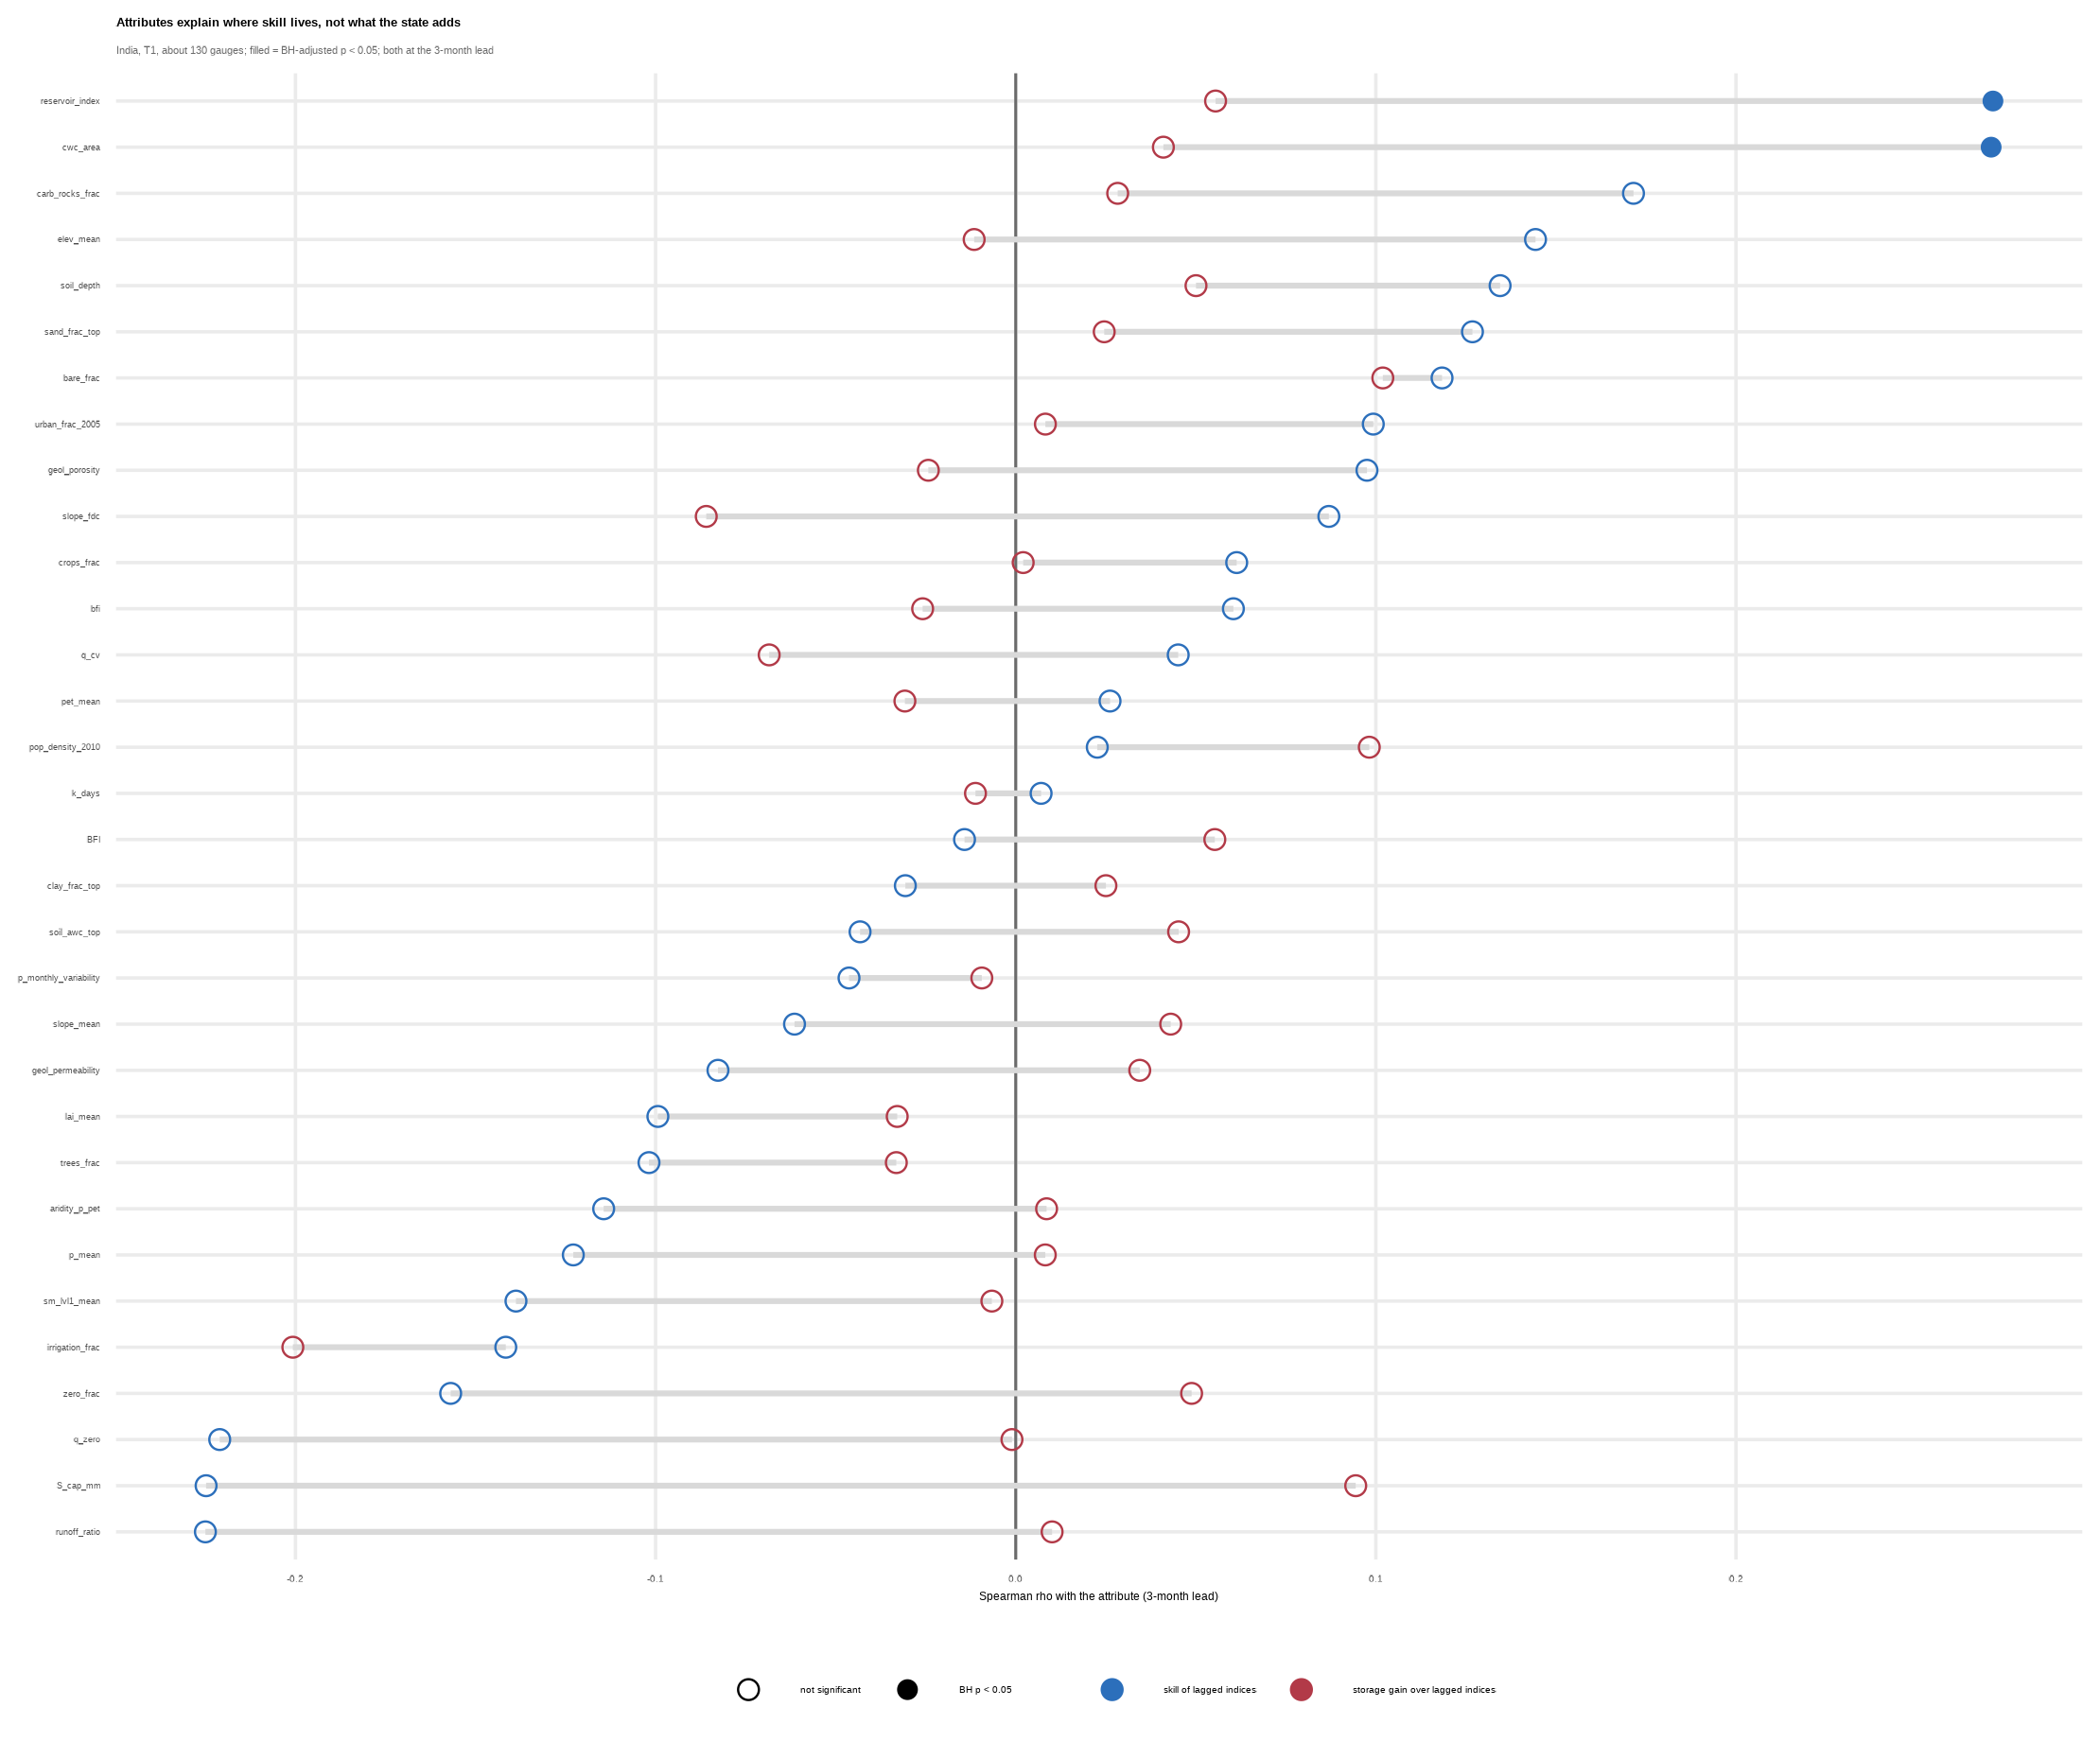 Attributes explain where skill lives, not what the state adds
India, T1, about 130 gauges; filled = BH-adjusted p < 0.05; both at the 3-month lead
reservoir_index
cwc_area
carb_rocks_frac
elev_mean
soil_depth
sand_frac_top
bare_frac
urban_frac_2005
geol_porosity
slope_fdc
crops_frac
bfi
q_cv
pet_mean
pop_density_2010
k_days
BFI
clay_frac_top
soil_awc_top
p_monthly_variability
slope_mean
geol_permeability
lai_mean
trees_frac
aridity_p_pet
p_mean
sm_lvl1_mean
irrigation_frac
zero_frac
q_zero
S_cap_mm
runoff_ratio
-0.2 -0.1 0.0 0.1 0.2
Spearman rho with the attribute (3-month lead)
not significant BH p < 0.05 skill of lagged indices storage gain over lagged indices